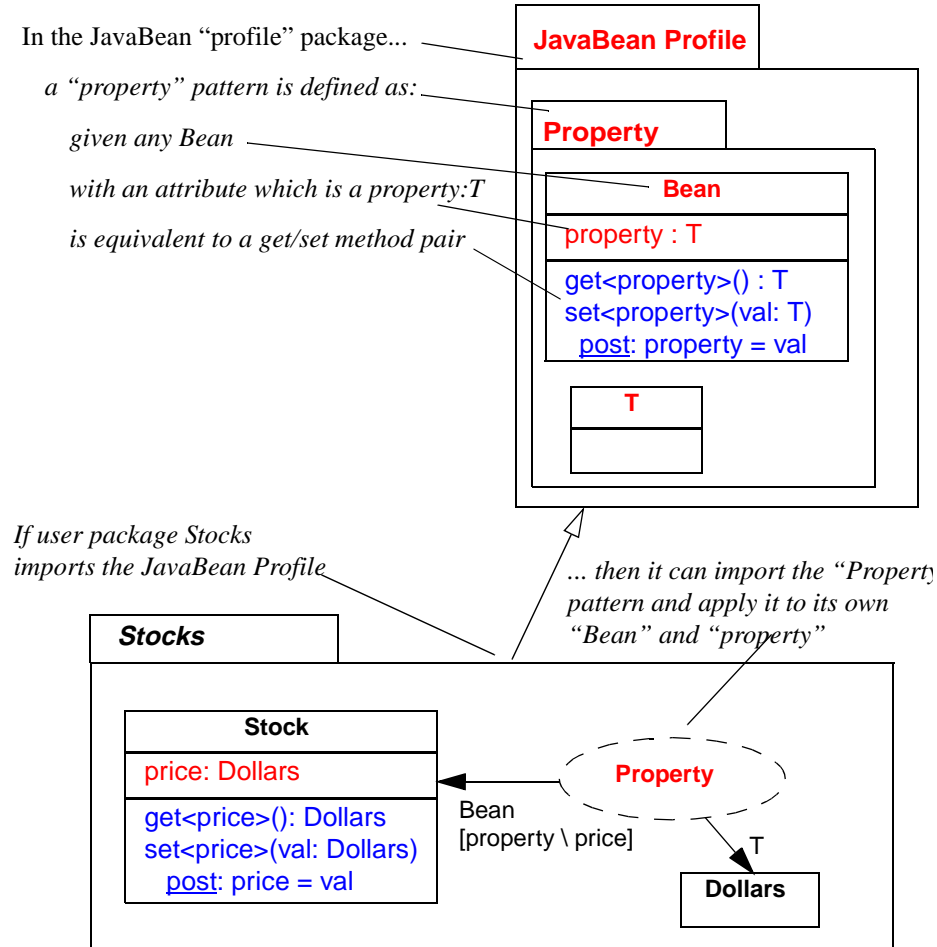 In the JavaBean “profile” package...
a “property” pattern is defined as:
given any Bean
with an attribute which is a property:T
is equivalent to a get/set method pair
JavaBean Profile
Property
Bean
property : T
get<property>() : T
set<property>(val: T)
post: property = val
T
If user package Stocks
imports the JavaBean Profile
... then it can import the “Property
pattern and apply it to its own
“Bean” and “property”
Stocks
Stock
price: Dollars
get<price>(): Dollars
set<price>(val: Dollars)
post: price = val
Property
Bean
[property \ price]
T
Dollars